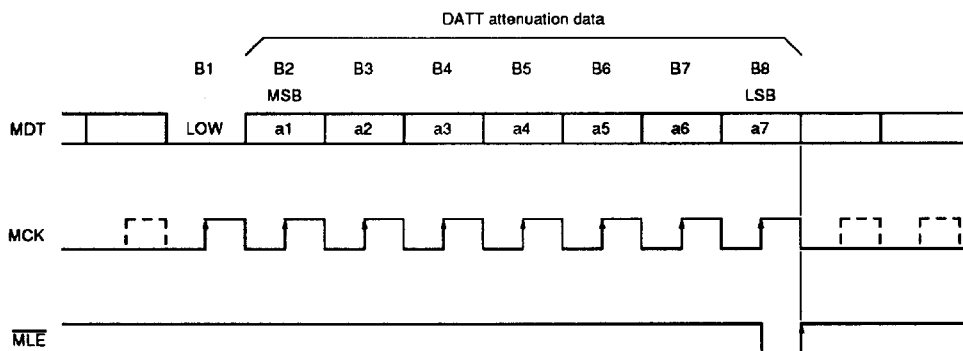 DATT attenuation data
B1 B2 B3 B4 B5 B6 B7 B8
MSB LSB
MDT LOW a1 a2 a3 a4 a5 a6 a7
MCK
MLE